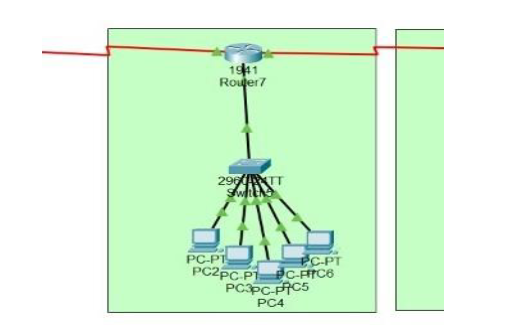 1941
Router7
2960-24TT
Switch5
PC-PT
PC2
PC-PT
PC3
PC-PT
PC4
PC-PT
PC5
PC-PT
PC6